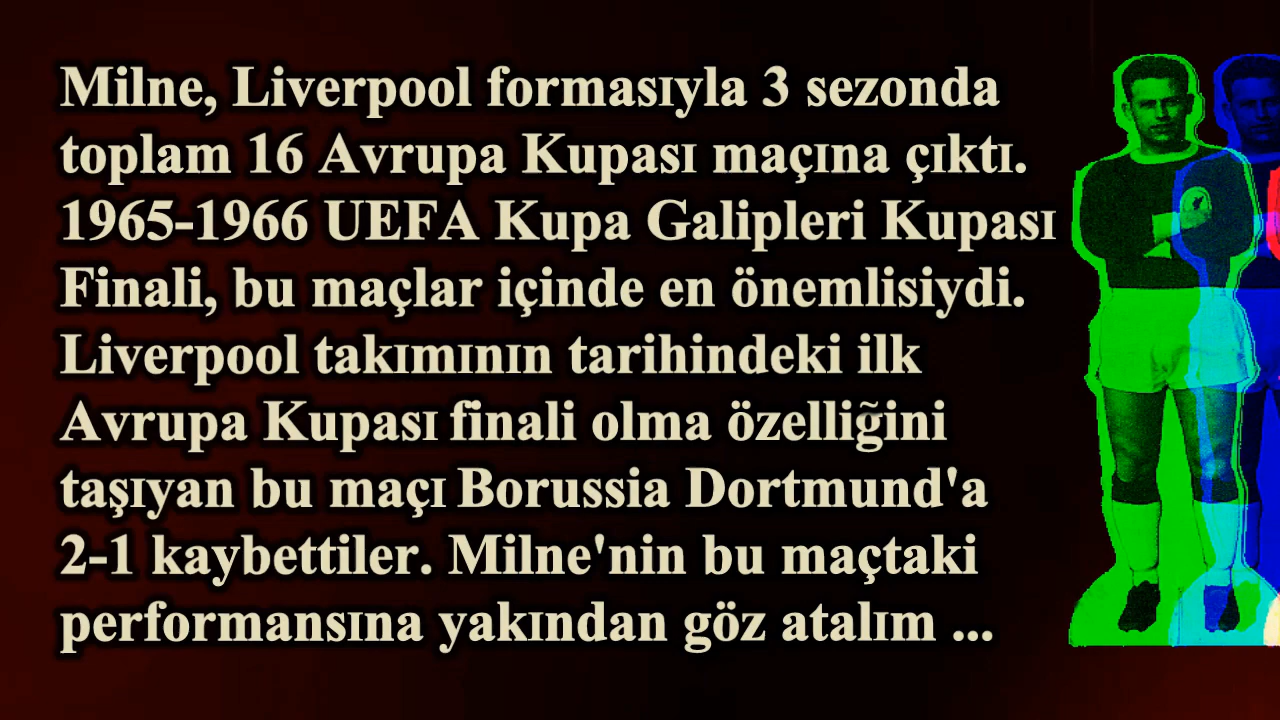 Milne, Liverpool formasıyla 3 sezonda
toplam 16 Avrupa Kupası maçına çıktı.
1965-1966 UEFA Kupa Galipleri Kupası
Finali, bu maçlar içinde en önemlisiydi.
Liverpool takımının tarihindeki ilk
Avrupa Kupası finali olma özelliğini
taşıyan bu maçı Borussia Dortmund'a
2-1 kaybettiler. Milne'nin bu maçtaki
performansına yakından göz atalım ...